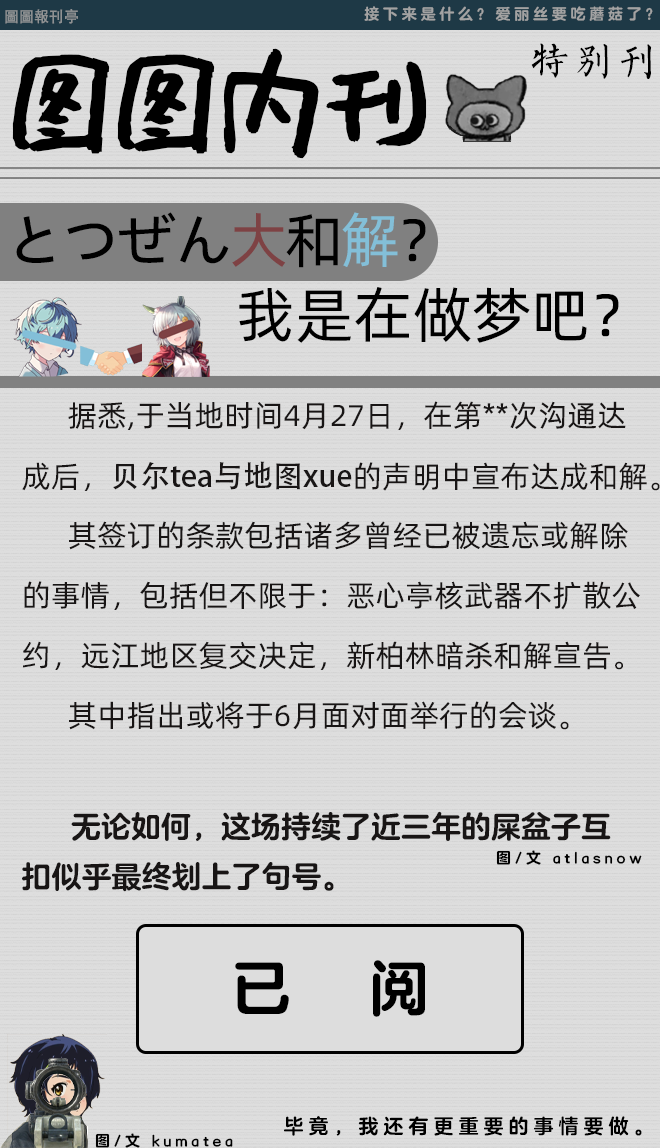 圖圖報刊亭
接下来是什么？爱丽丝要吃蘑菇了？
图图内刊
特别刊
とつぜん大和解？
我是在做梦吧？
据悉,于当地时间4月27日，在第**次沟通达
成后，贝尔tea与地图xue的声明中宣布达成和解。
其签订的条款包括诸多曾经已被遗忘或解除
的事情，包括但不限于：恶心亭核武器不扩散公
约，远江地区复交决定，新柏林暗杀和解宣告。
其中指出或将于6月面对面举行的会谈。
无论如何，这场持续了近三年的屎盆子互
扣似乎最终划上了句号。
图/文 atlasnow
已 阅
图/文 kumatea
毕竟，我还有更重要的事情要做。